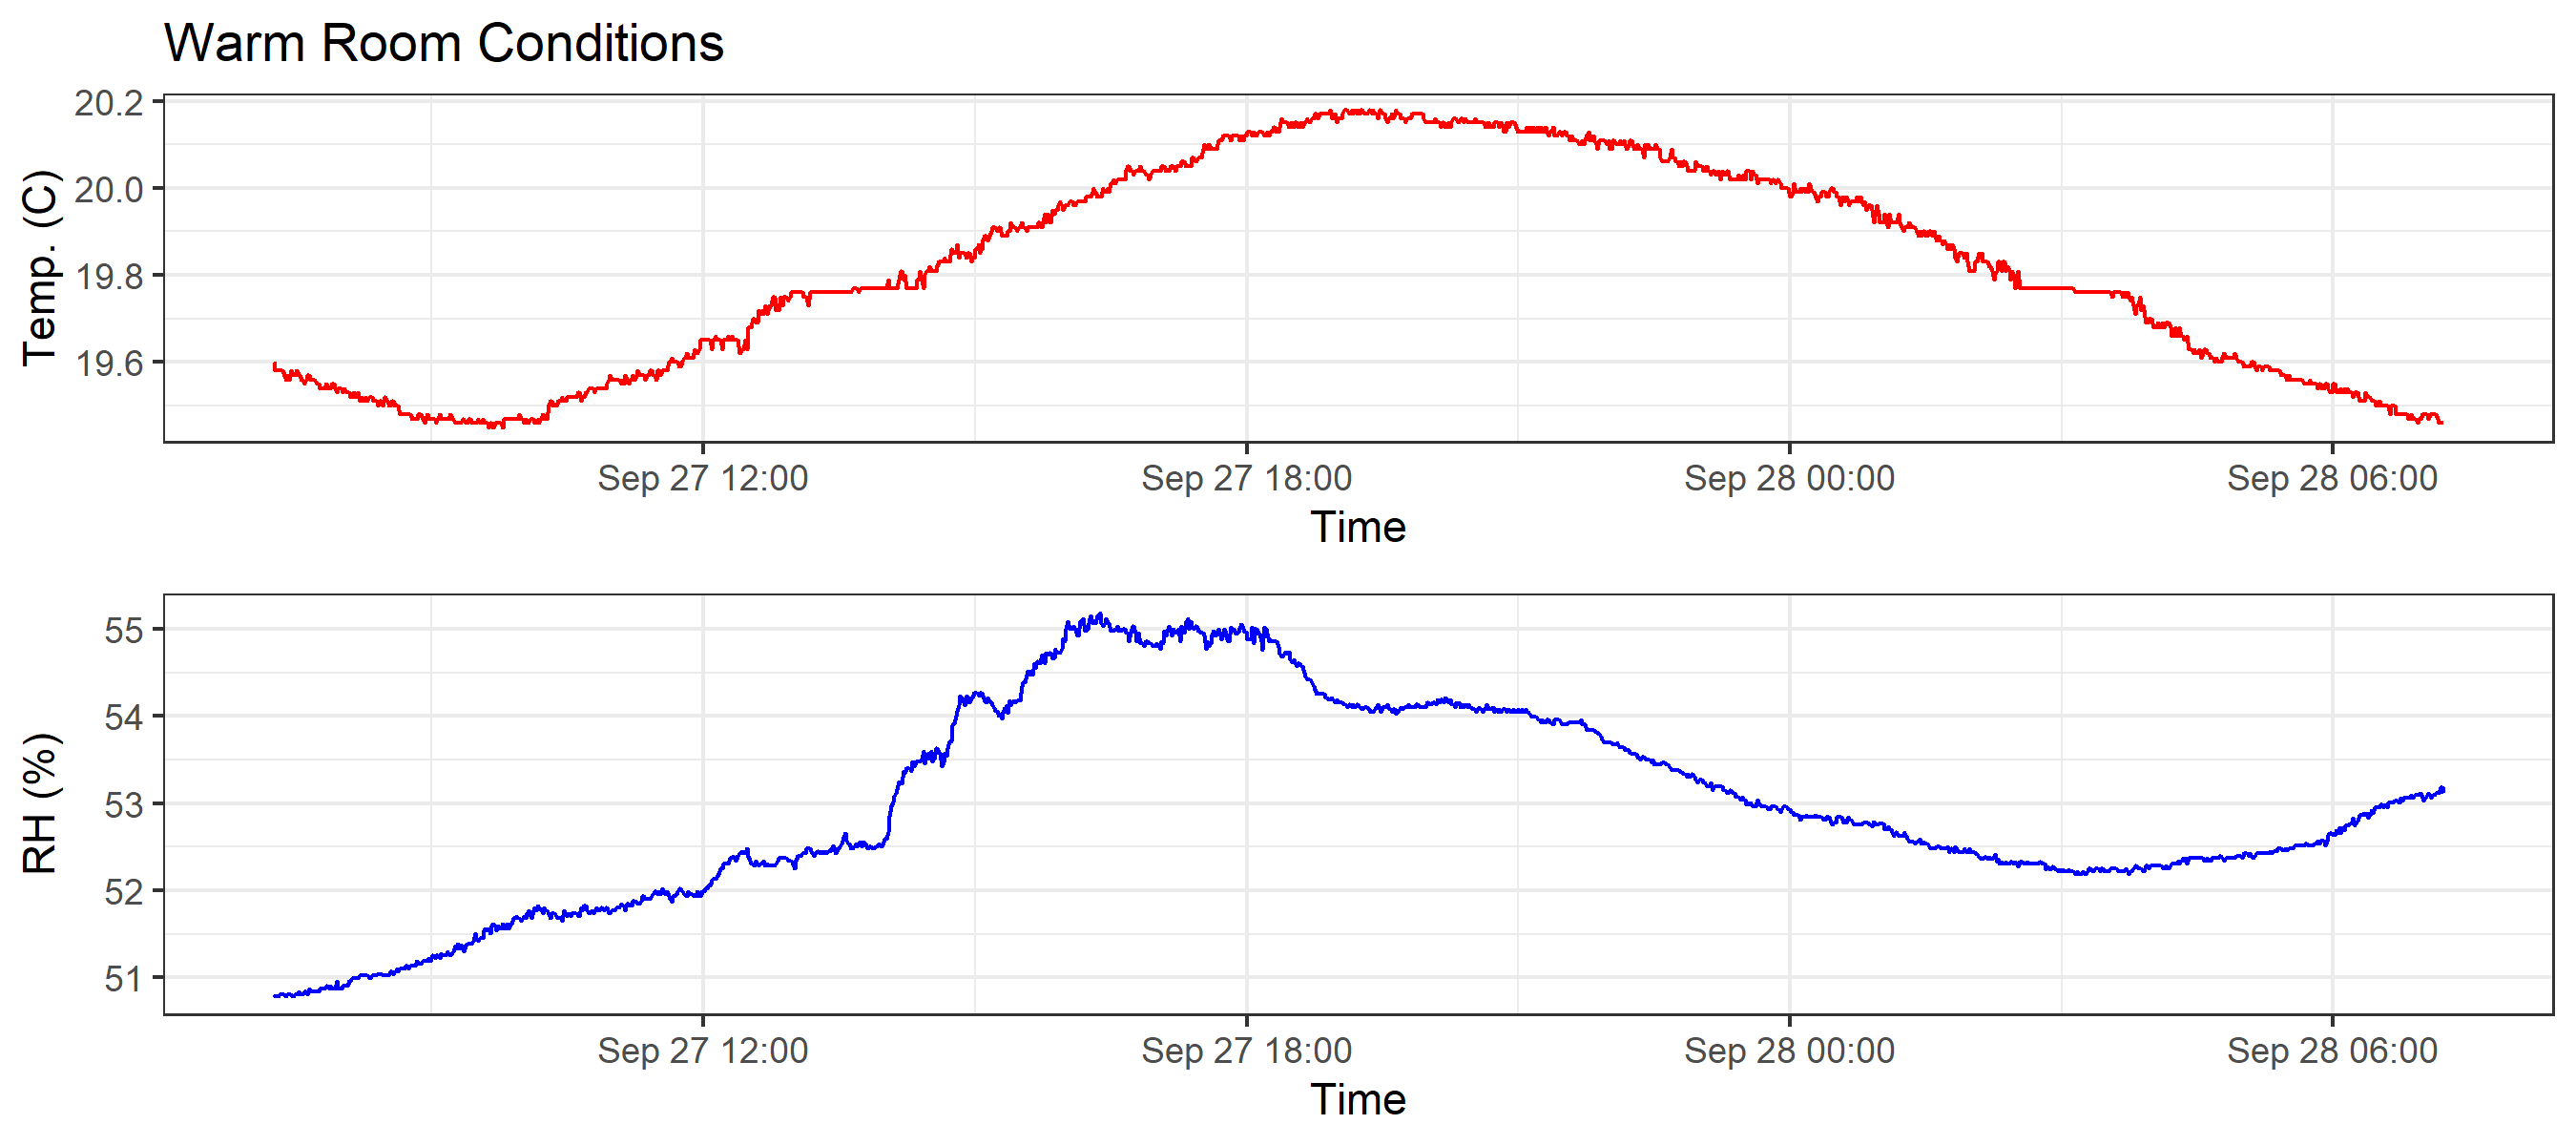 Warm Room Conditions
Temp. (C)
20.2
20.0
19.8
19.6
Sep 27 12:00 Sep 27 18:00 Sep 28 00:00 Sep 28 06:00
Time
RH (%)
55
54
53
52
51
Sep 27 12:00 Sep 27 18:00 Sep 28 00:00 Sep 28 06:00
Time